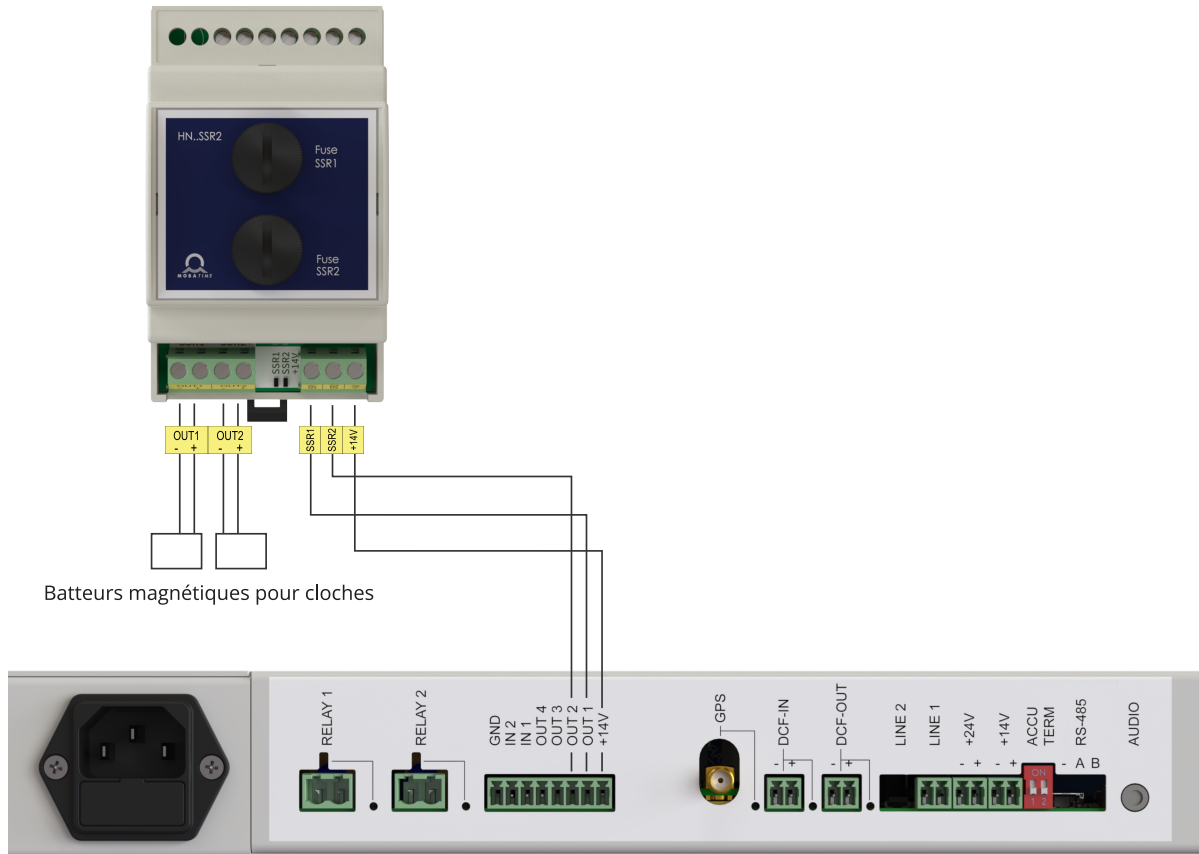 HN..SSR2
Fuse
SSR1
Fuse
SSR2
MOBATIME
SSR1
SSR2
+14V
OUT1
- +
OUT2
- +
SSR1
SSR2
+14V
Batteurs magnétiques pour cloches
RELAY 1
RELAY 2
GND
IN 2
IN 1
OUT 4
OUT 3
OUT 2
OUT 1
+14V
GPS
DCF-IN
- +
DCF-OUT
- +
LINE 2
LINE 1
+24V
- +
+14V
- +
ACCU
TERM
ON
1 2
RS-485
- A B
AUDIO